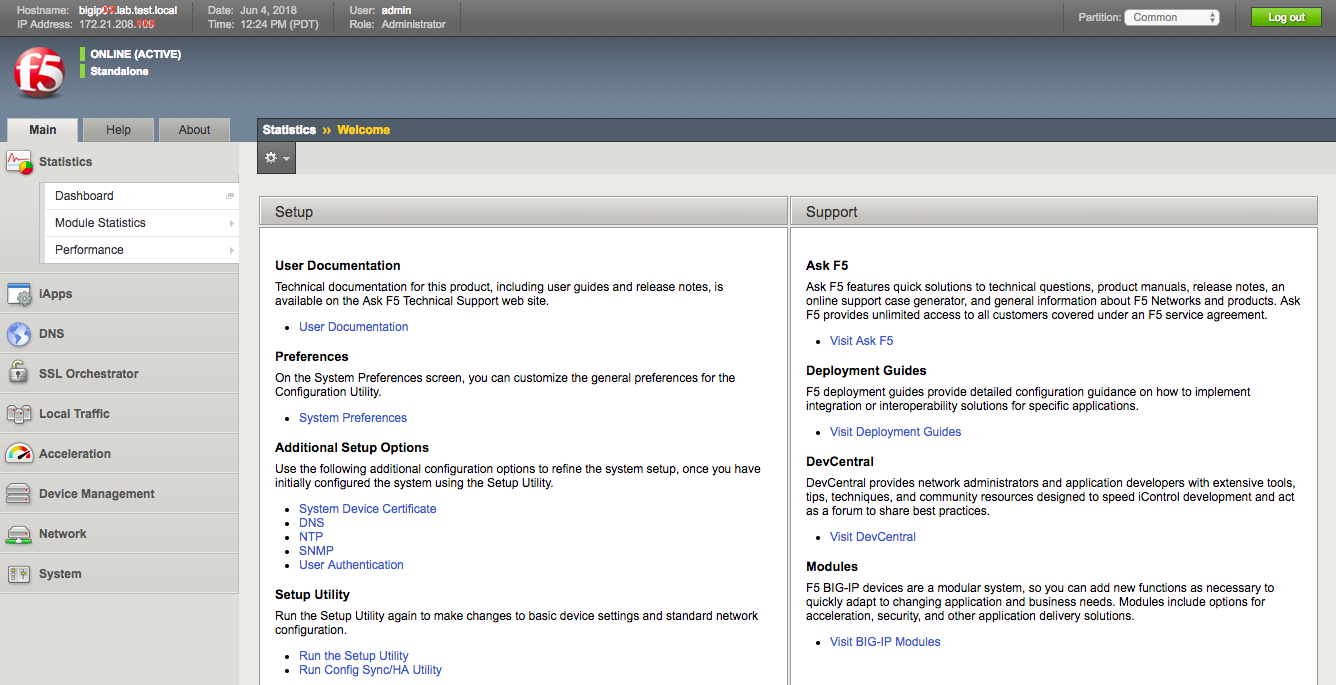 Hostname: .lab.test.local Date: Jun 4, 2018 User: admin Partition: Common Log out
IP Address: 172.21.208. Time: 12:24 PM (PDT) Role: Administrator
f5
ONLINE (ACTIVE)
Standalone
Main Help About
Statistics
Dashboard
Module Statistics
Performance
iApps
DNS
SSL Orchestrator
Local Traffic
Acceleration
Device Management
Network
System
Statistics » Welcome
Setup
User Documentation
Technical documentation for this product, including user guides and release notes, is
available on the Ask F5 Technical Support web site.
• User Documentation
Preferences
On the System Preferences screen, you can customize the general preferences for the
Configuration Utility.
• System Preferences
Additional Setup Options
Use the following additional configuration options to refine the system setup, once you have
initially configured the system using the Setup Utility.
• System Device Certificate
• DNS
• NTP
• SNMP
• User Authentication
Setup Utility
Run the Setup Utility again to make changes to basic device settings and standard network
configuration.
• Run the Setup Utility
• Run Config Sync/HA Utility
Support
Ask F5
Ask F5 features quick solutions to technical questions, product manuals, release notes, an
online support case generator, and general information about F5 Networks and products. Ask
F5 provides unlimited access to all customers covered under an F5 service agreement.
• Visit Ask F5
Deployment Guides
F5 deployment guides provide detailed configuration guidance on how to implement
integration or interoperability solutions for specific applications.
• Visit Deployment Guides
DevCentral
DevCentral provides network administrators and application developers with extensive tools,
tips, techniques, and community resources designed to speed iControl development and act
as a forum to share best practices.
• Visit DevCentral
Modules
F5 BIG-IP devices are a modular system, so you can add new functions as necessary to
quickly adapt to changing application and business needs. Modules include options for
acceleration, security, and other application delivery solutions.
• Visit BIG-IP Modules